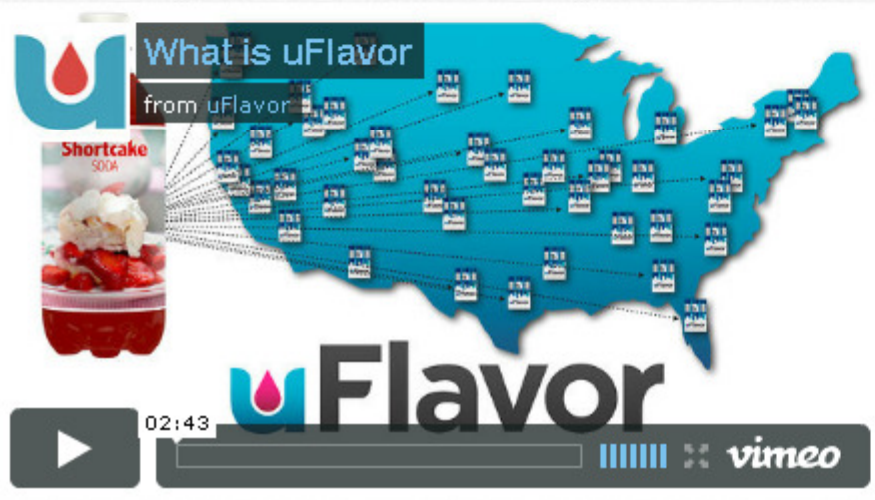 What is uFlavor
from uFlavor
Shortcake
SODA
uFlavor
02:43
vimeo